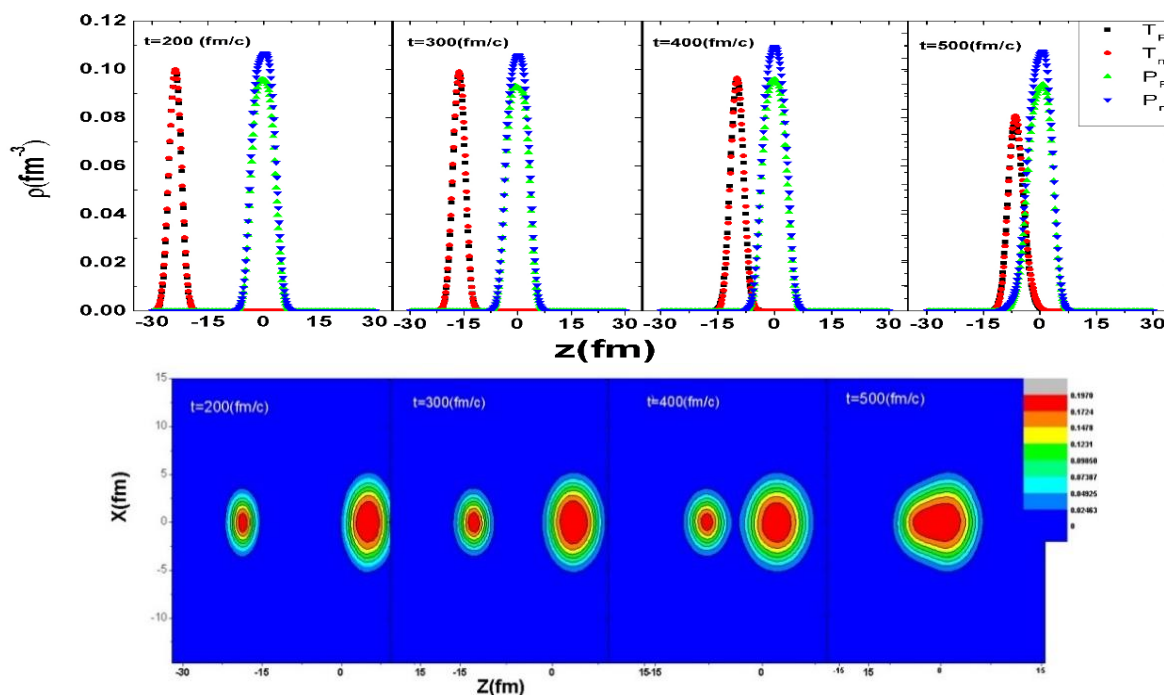 0.12
0.10
0.08
0.06
0.04
0.02
0.00
ρ(fm-3)
t=200 (fm/c)
t=300(fm/c)
t=400(fm/c)
t=500(fm/c)
T
T
P
P
-30 -15 0 15 30
-30 -15 0 15 30
-30 -15 0 15 30
-30 -15 0 15 30
z(fm)
15
10
5
0
-5
-10
X(fm)
t=200(fm/c)
t=300(fm/c)
t=400(fm/c)
t=500(fm/c)
0.1970
0.1724
0.1478
0.1231
0.09850
0.07387
0.04925
0.02463
0
-30 -15 0 15 -15 0 15 -15 0 -15 0 15
Z(fm)